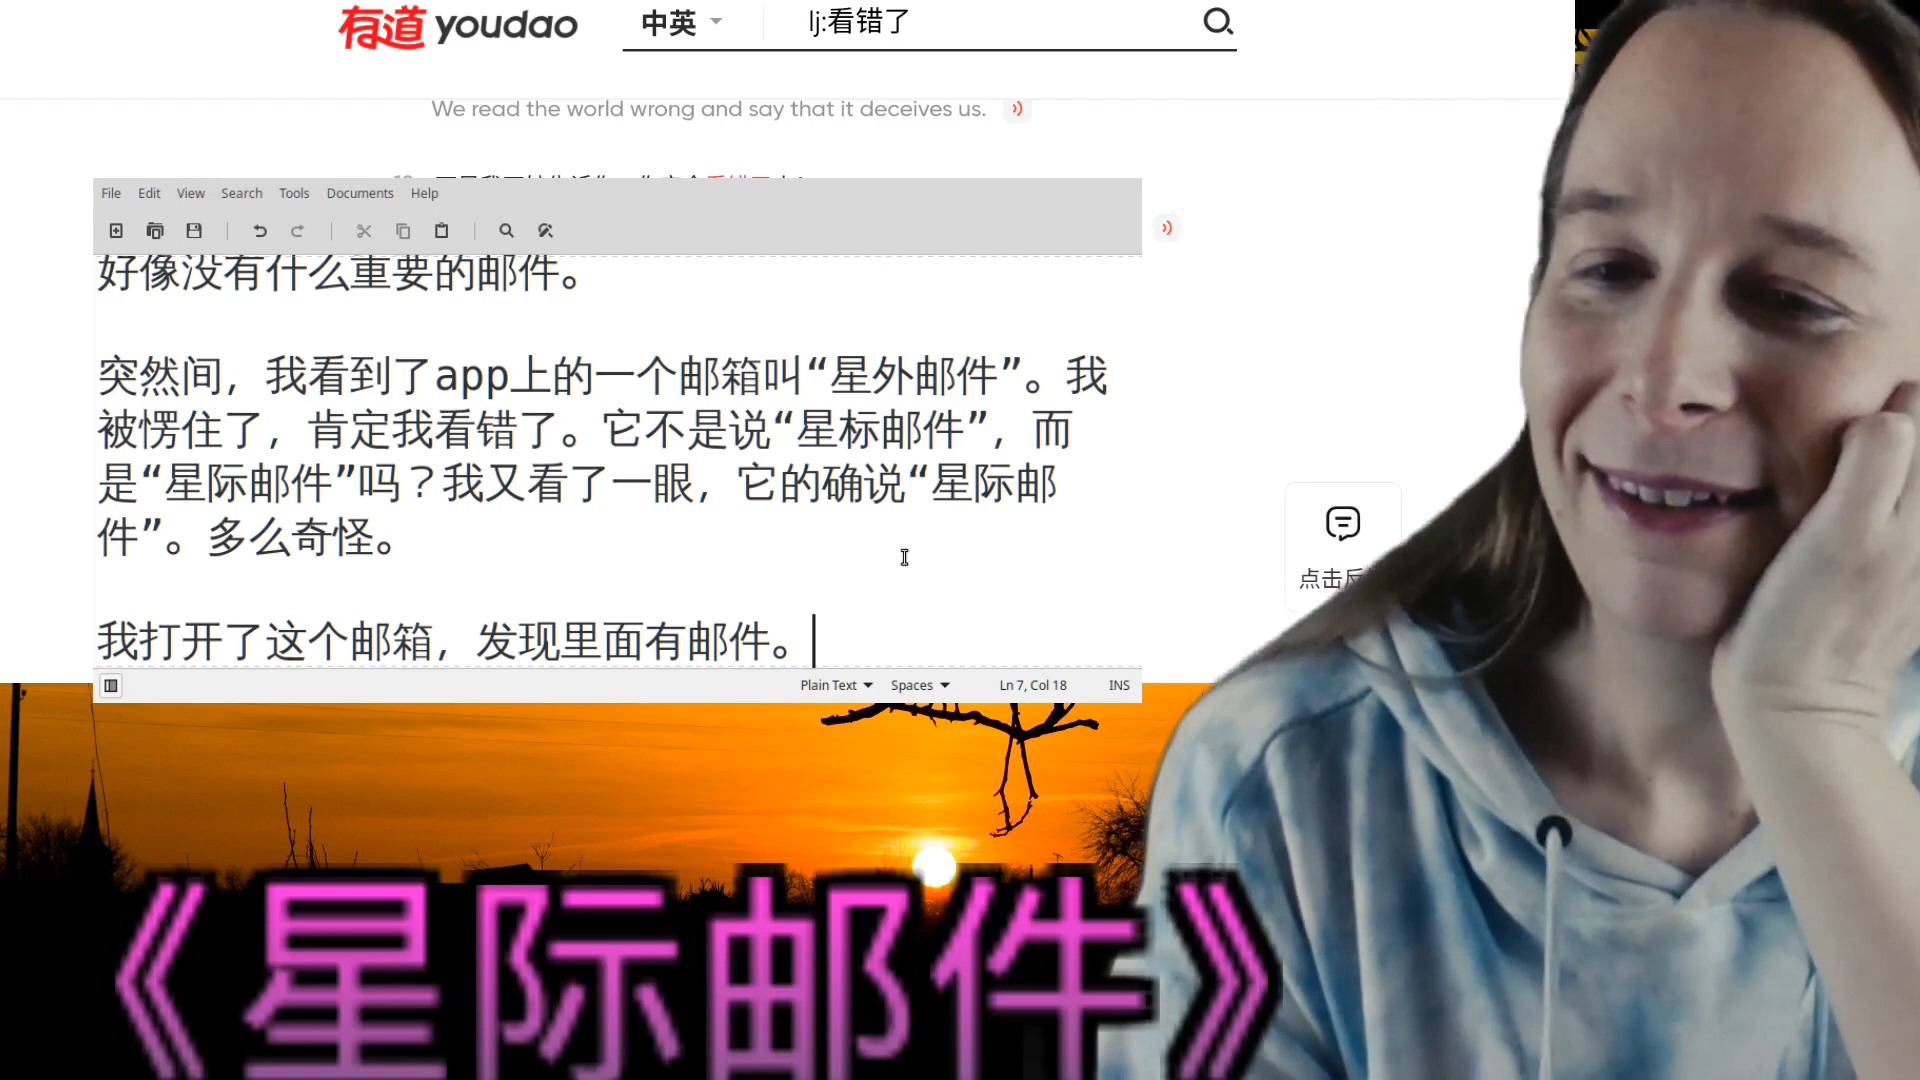 有道 youdao 中英 lj:看错了
We read the world wrong and say that it deceives us.
File Edit View Search Tools Documents Help
好像没有什么重要的邮件。
突然间，我看到了app上的一个邮箱叫“星外邮件”。我
被愣住了，肯定我看错了。它不是说“星标邮件”，而
是“星际邮件”吗？我又看了一眼，它的确说“星际邮
件”。多么奇怪。
我打开了这个邮箱，发现里面有邮件。
点击反
Plain Text Spaces Ln 7, Col 18 INS
《星际邮件》